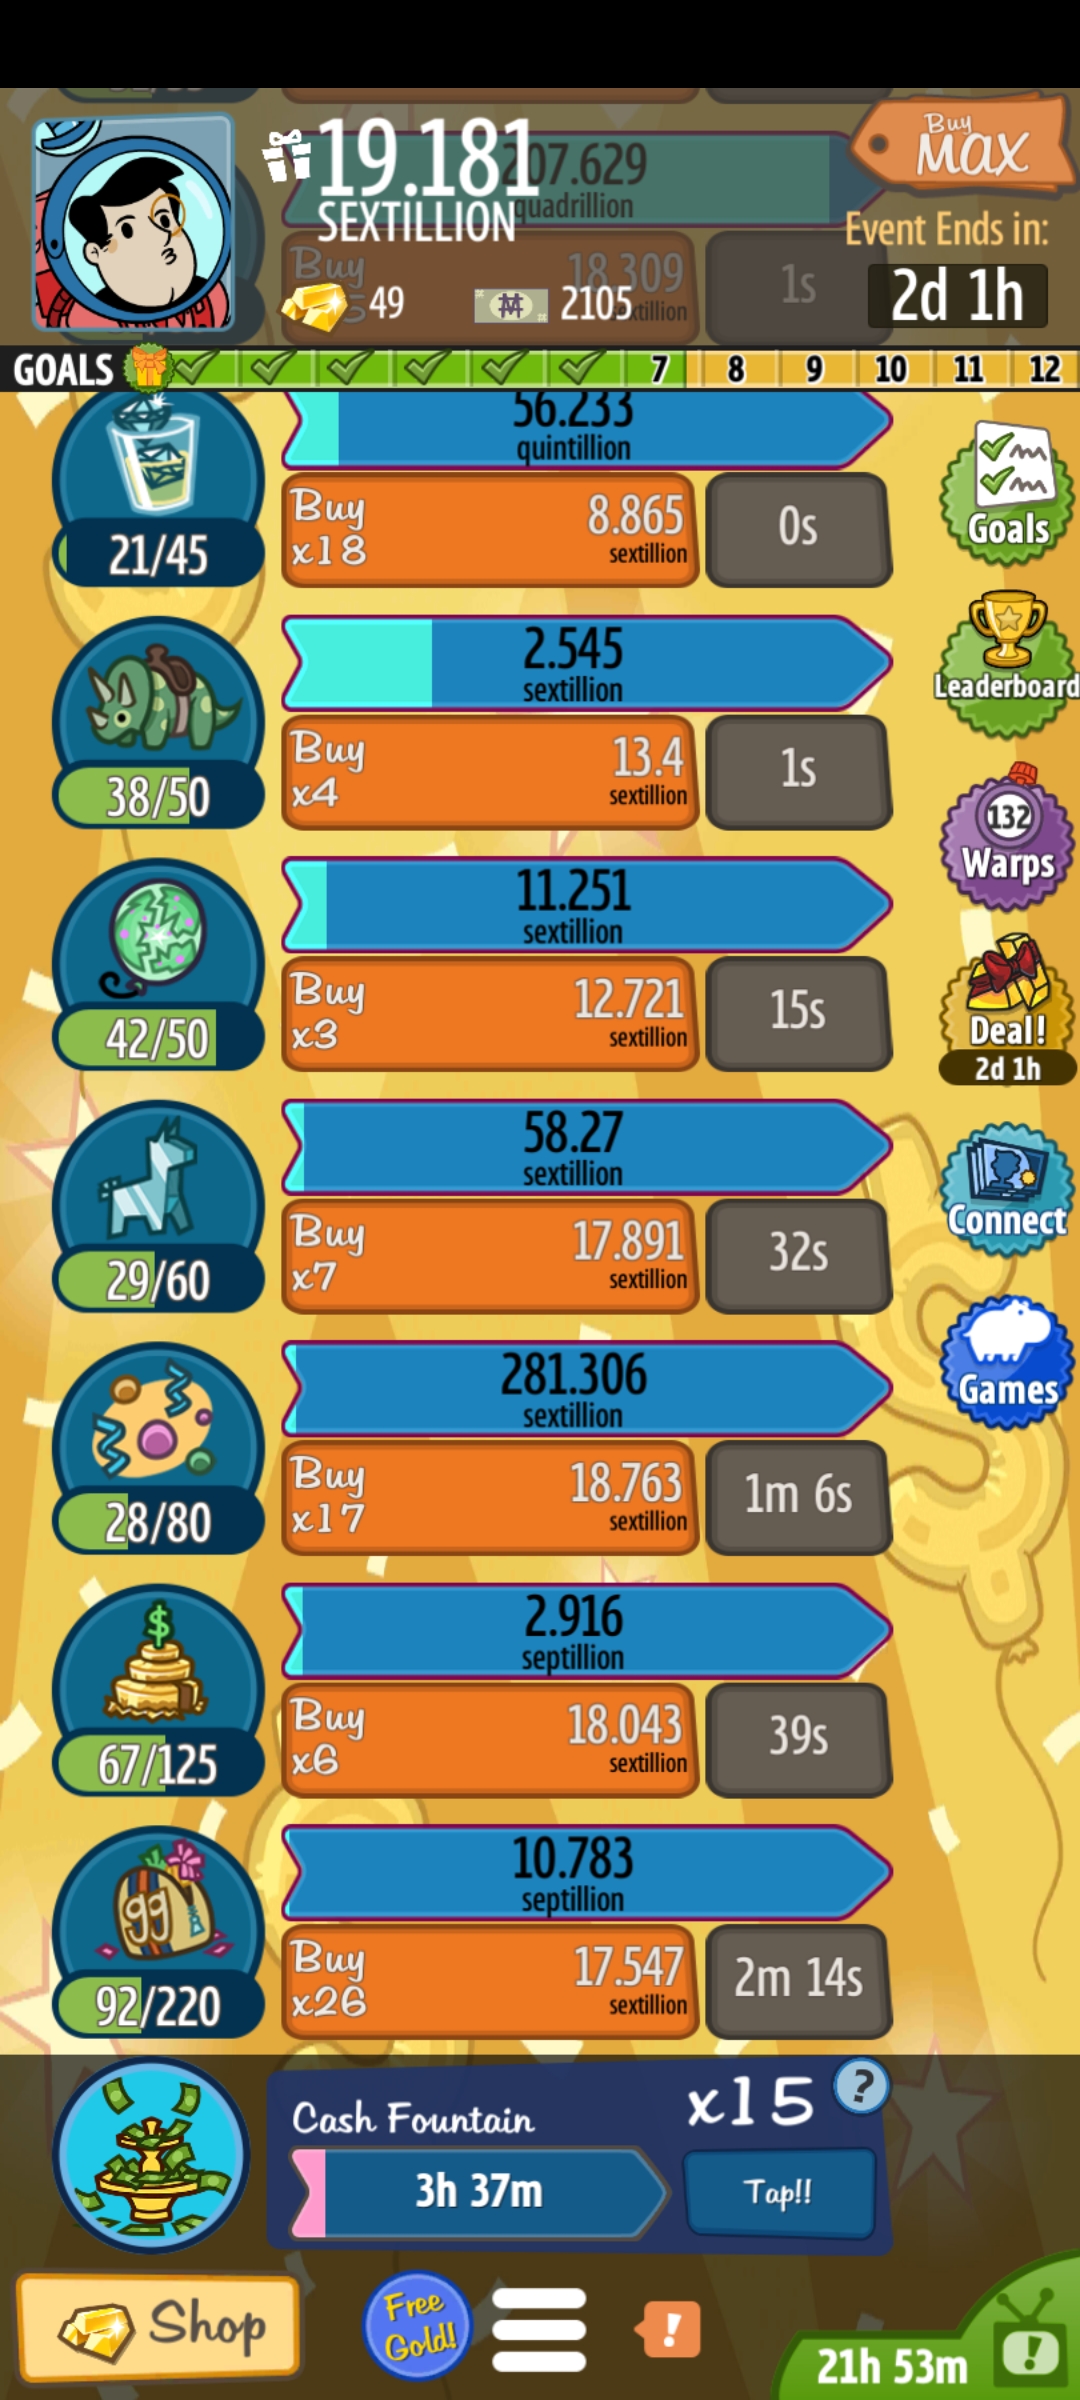 19.181
SEXTILLION
207.629
quadrillion
Buy
MAX
Event Ends in:
2d 1h
Buy
18.309
1s
49
2105
GOALS 7 8 9 10 11 12
56.233
quintillion
21/45
Buy
x18
8.865
sextillion
0s
Goals
2.545
sextillion
38/50
Buy
x4
13.4
sextillion
1s
Leaderboard
132
Warps
11.251
sextillion
42/50
Buy
x3
12.721
sextillion
15s
Deal!
2d 1h
58.27
sextillion
29/60
Buy
x7
17.891
sextillion
32s
Connect
281.306
sextillion
28/80
Buy
x17
18.763
sextillion
1m 6s
Games
2.916
septillion
$
67/125
Buy
x6
18.043
sextillion
39s
10.783
septillion
99
92/220
Buy
x26
17.547
sextillion
2m 14s
Cash Fountain
x15
?
3h 37m
Tap!!
Shop
Free
Gold!
!
21h 53m
!